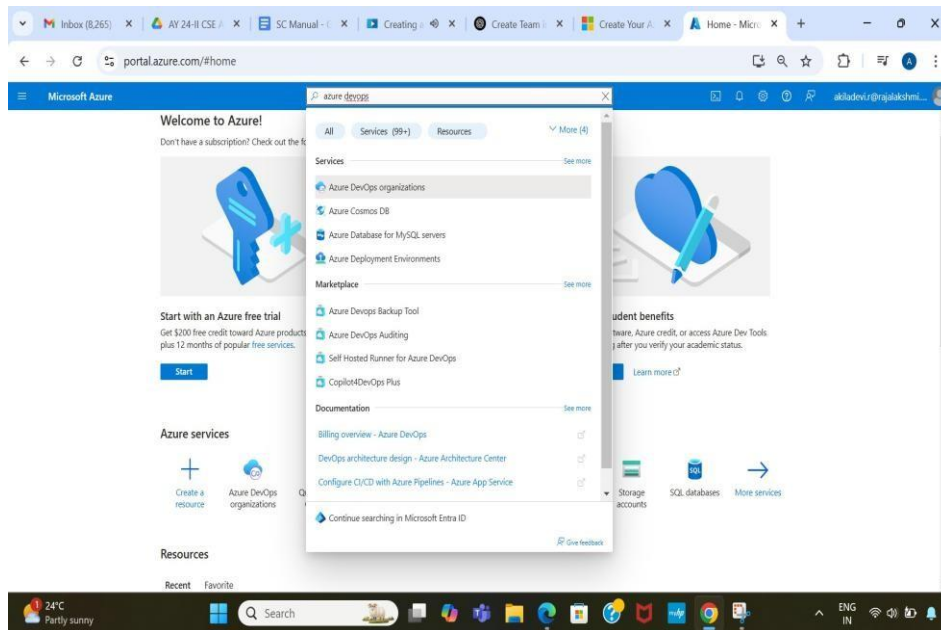 Inbox (8,265)
AY 24-II CSE
SC Manual -
Creating
Create Team
Create Your A
Home - Micro
portal.azure.com/#home
Microsoft Azure
azure devops
akiladevi.r@rajalakshmi...
Welcome to Azure!
Don't have a subscription? Check out the fo
All
Services (99+)
Resources
More (4)
Services
See more
Azure DevOps organizations
Azure Cosmos DB
Azure Database for MySQL servers
Azure Deployment Environments
Marketplace
See more
Azure Devops Backup Tool
Azure DevOps Auditing
Self Hosted Runner for Azure DevOps
Copilot4DevOps Plus
Documentation
See more
Billing overview - Azure DevOps
DevOps architecture design - Azure Architecture Center
Configure CI/CD with Azure Pipelines - Azure App Service
Continue searching in Microsoft Entra ID
Give feedback
Start with an Azure free trial
Get $200 free credit toward Azure products
plus 12 months of popular free services.
Start
udent benefits
tware, Azure credit, or access Azure Dev Tools
g after you verify your academic status.
Learn more
Azure services
Create a
resource
Azure DevOps
organizations
Storage
accounts
SQL databases
More services
Resources
Recent
Favorite
24°C
Partly sunny
Search
ENG
IN